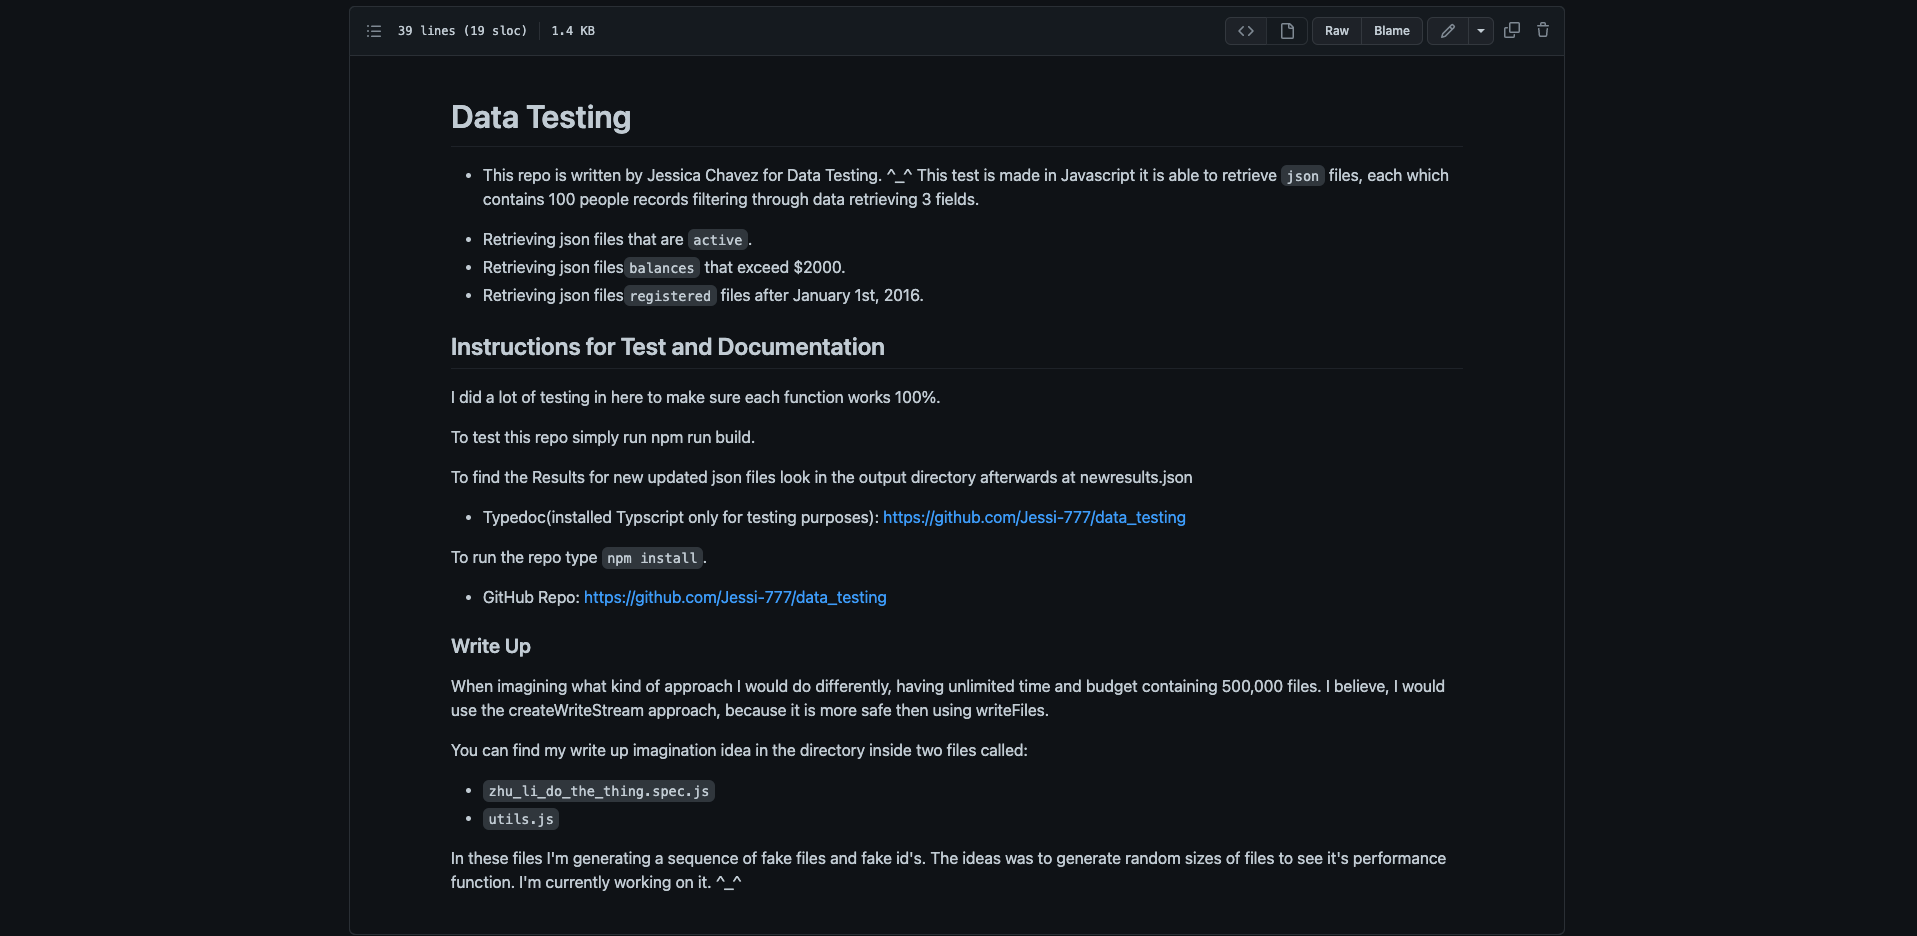 39 lines (19 sloc) 1.4 KB
Raw Blame
Data Testing
• This repo is written by Jessica Chavez for Data Testing. ^_^ This test is made in Javascript it is able to retrieve json files, each which
contains 100 people records filtering through data retrieving 3 fields.
• Retrieving json files that are active.
• Retrieving json files balances that exceed $2000.
• Retrieving json files registered files after January 1st, 2016.
Instructions for Test and Documentation
I did a lot of testing in here to make sure each function works 100%.
To test this repo simply run npm run build.
To find the Results for new updated json files look in the output directory afterwards at newresults.json
• Typedoc(installed Typscript only for testing purposes): https://github.com/Jessi-777/data_testing
To run the repo type npm install.
• GitHub Repo: https://github.com/Jessi-777/data_testing
Write Up
When imagining what kind of approach I would do differently, having unlimited time and budget containing 500,000 files. I believe, I would
use the createWriteStream approach, because it is more safe then using writeFiles.
You can find my write up imagination idea in the directory inside two files called:
• zhu_li_do_the_thing.spec.js
• utils.js
In these files I'm generating a sequence of fake files and fake id's. The ideas was to generate random sizes of files to see it's performance
function. I'm currently working on it. ^_^